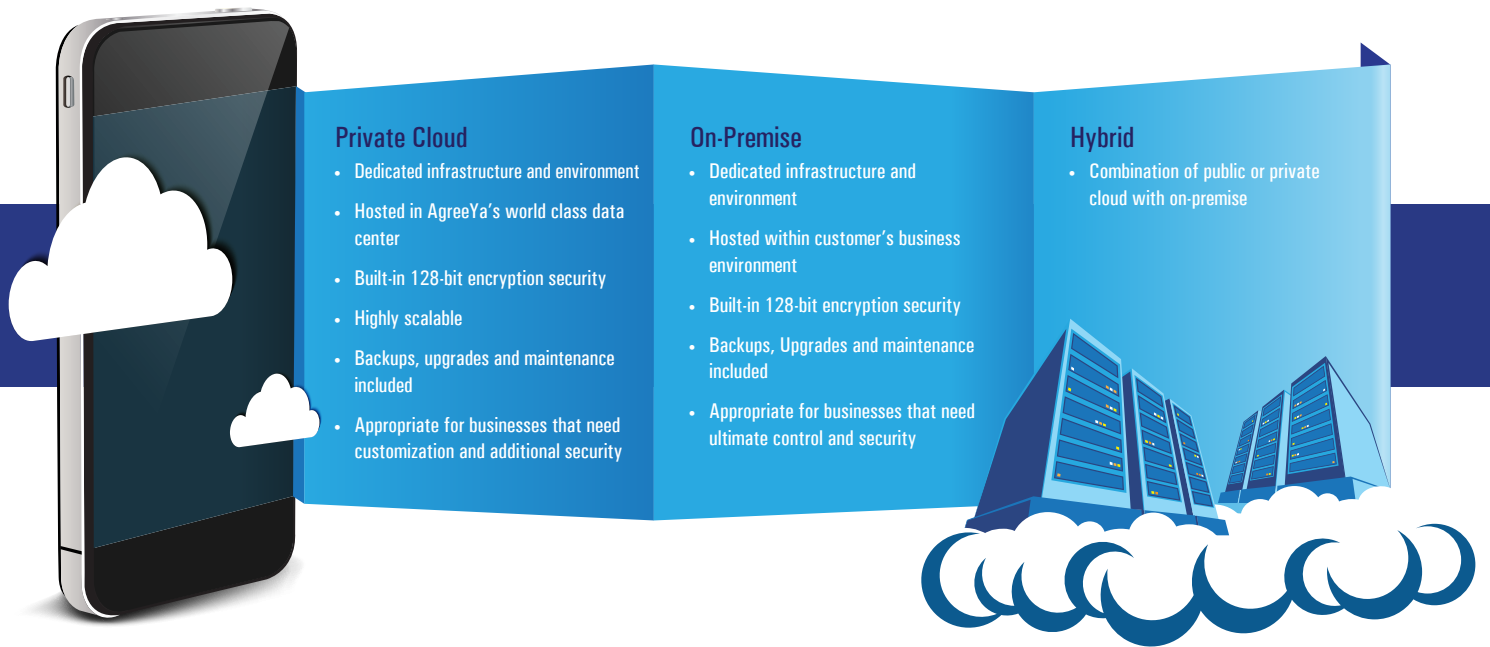 Private Cloud
• Dedicated infrastructure and environment
• Hosted in AgreeYa's world class data
center
• Built-in 128-bit encryption security
• Highly scalable
• Backups, upgrades and maintenance
included
• Appropriate for businesses that need
customization and additional security
On-Premise
• Dedicated infrastructure and
environment
• Hosted within customer's business
environment
• Built-in 128-bit encryption security
• Backups, Upgrades and maintenance
included
• Appropriate for businesses that need
ultimate control and security
Hybrid
• Combination of public or private
cloud with on-premise